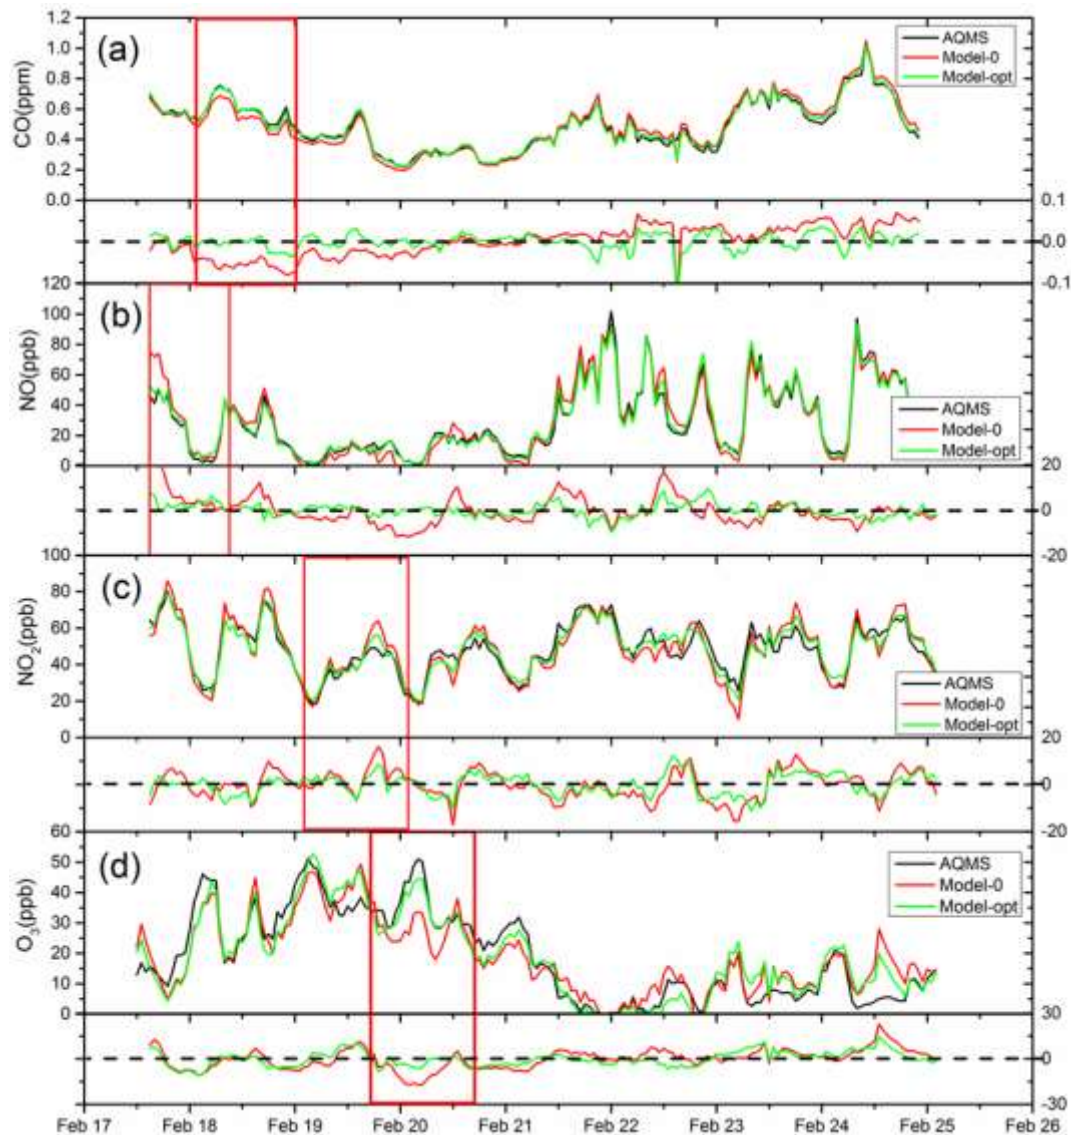 (a)
CO(ppm)
1.2
1.0
0.8
0.6
0.4
0.2
0.0
AQMS
Model-0
Model-opt
0.1
0.0
-0.1
(b)
NO(ppb)
120
100
80
60
40
20
0
AQMS
Model-0
Model-opt
20
0
-20
(c)
NO₂(ppb)
100
80
60
40
20
0
AQMS
Model-0
Model-opt
20
0
-20
(d)
O₃(ppb)
60
50
40
30
20
10
0
AQMS
Model-0
Model-opt
30
0
-30
Feb 17 Feb 18 Feb 19 Feb 20 Feb 21 Feb 22 Feb 23 Feb 24 Feb 25 Feb 26